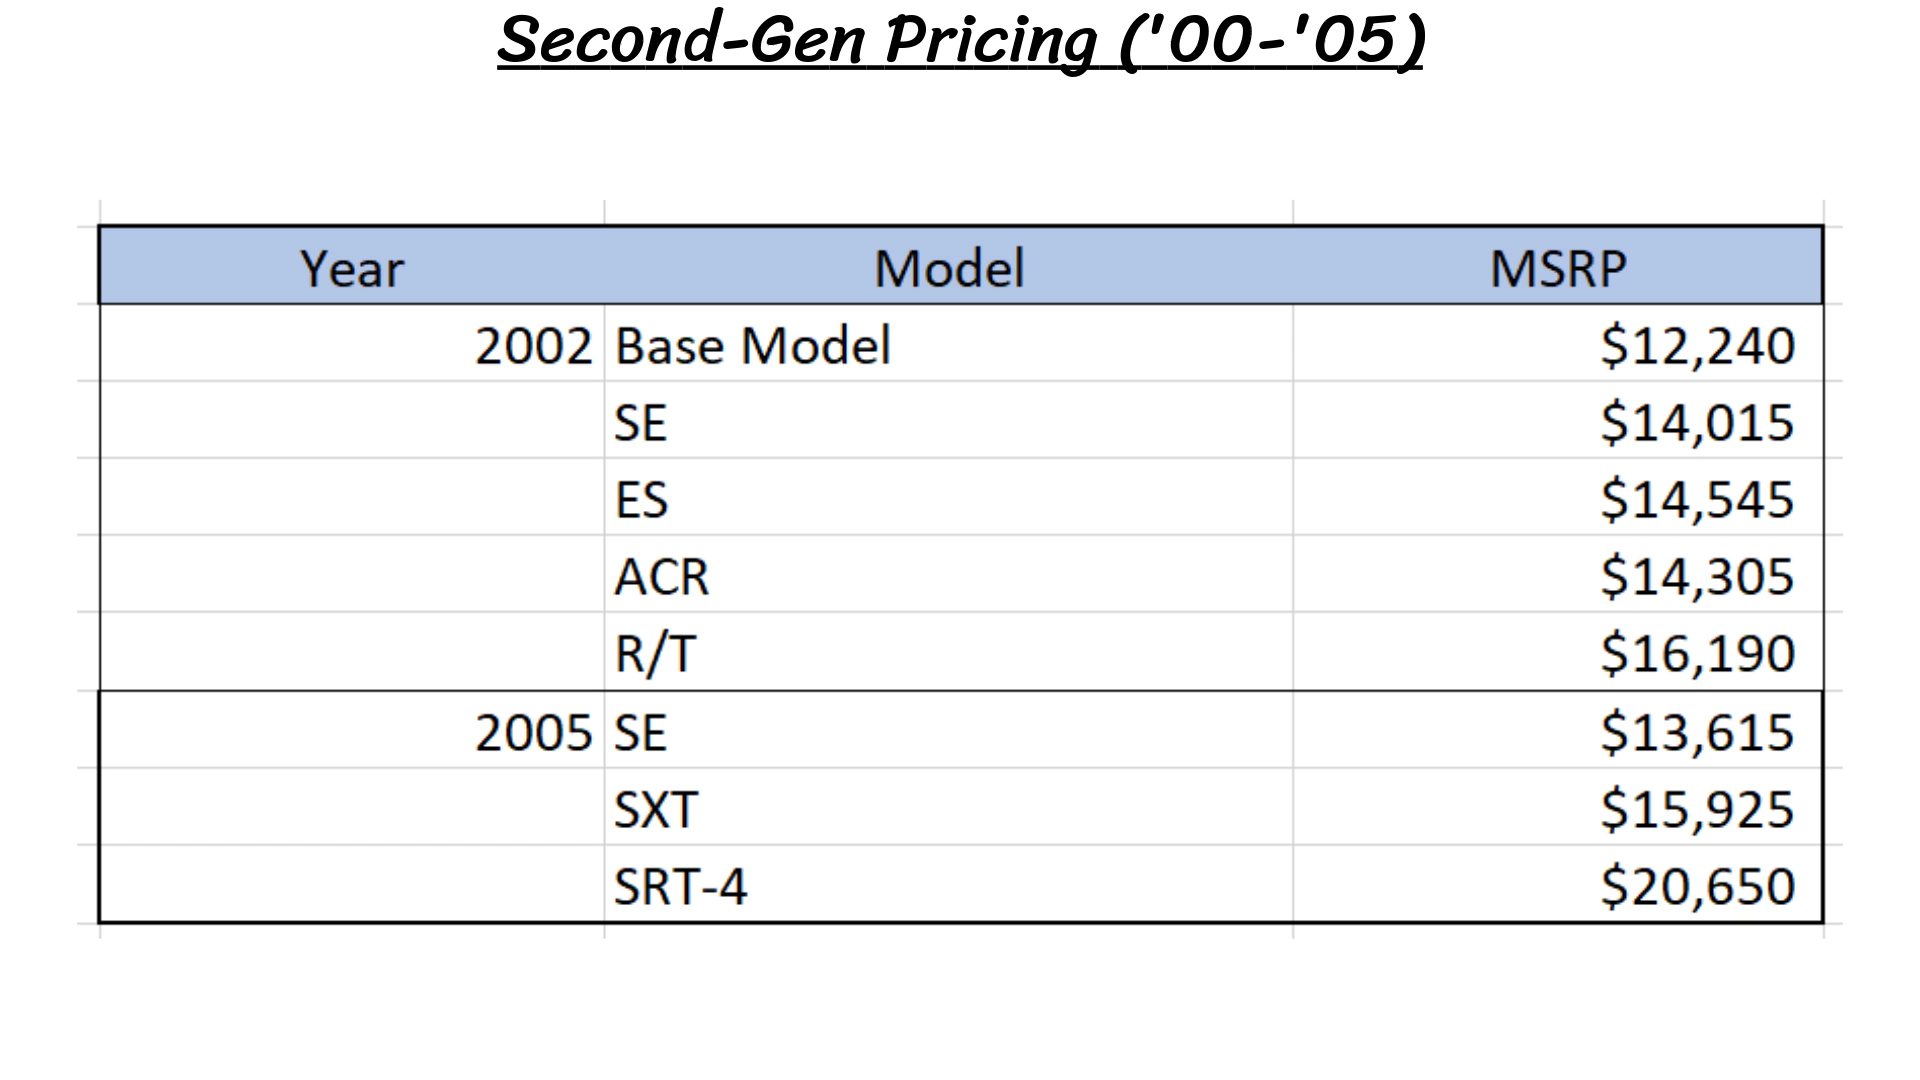 Second-Gen Pricing ('00-'05)
Year Model MSRP
2002 Base Model $12,240
SE $14,015
ES $14,545
ACR $14,305
R/T $16,190
2005 SE $13,615
SXT $15,925
SRT-4 $20,650